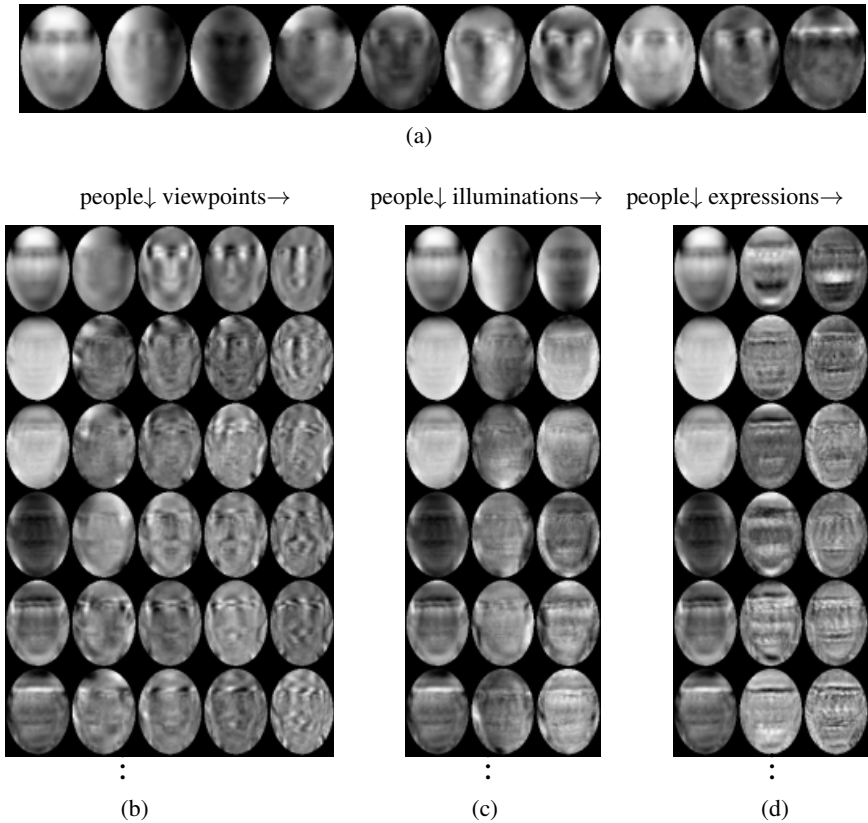 (a)
people↓ viewpoints→ people↓ illuminations→ people↓ expressions→
⋮ ⋮ ⋮
(b) (c) (d)